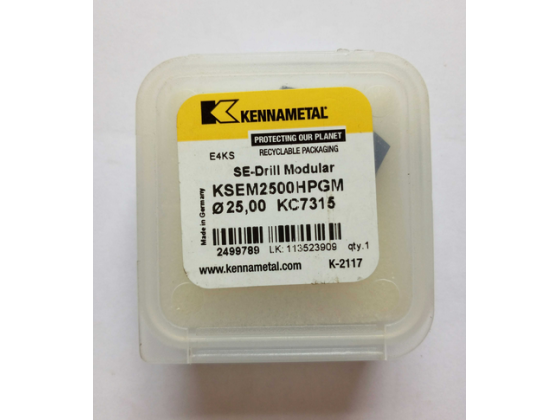 KENNAMETAL
PROTECTING OUR PLANET
RECYCLABLE PACKAGING
E4KS
SE-Drill Modular
KSEM2500HPGM
Ø 25,00 KC7315
Made in Germany
2499789 LK: 113523909 qty.1
www.kennametal.com K-2117